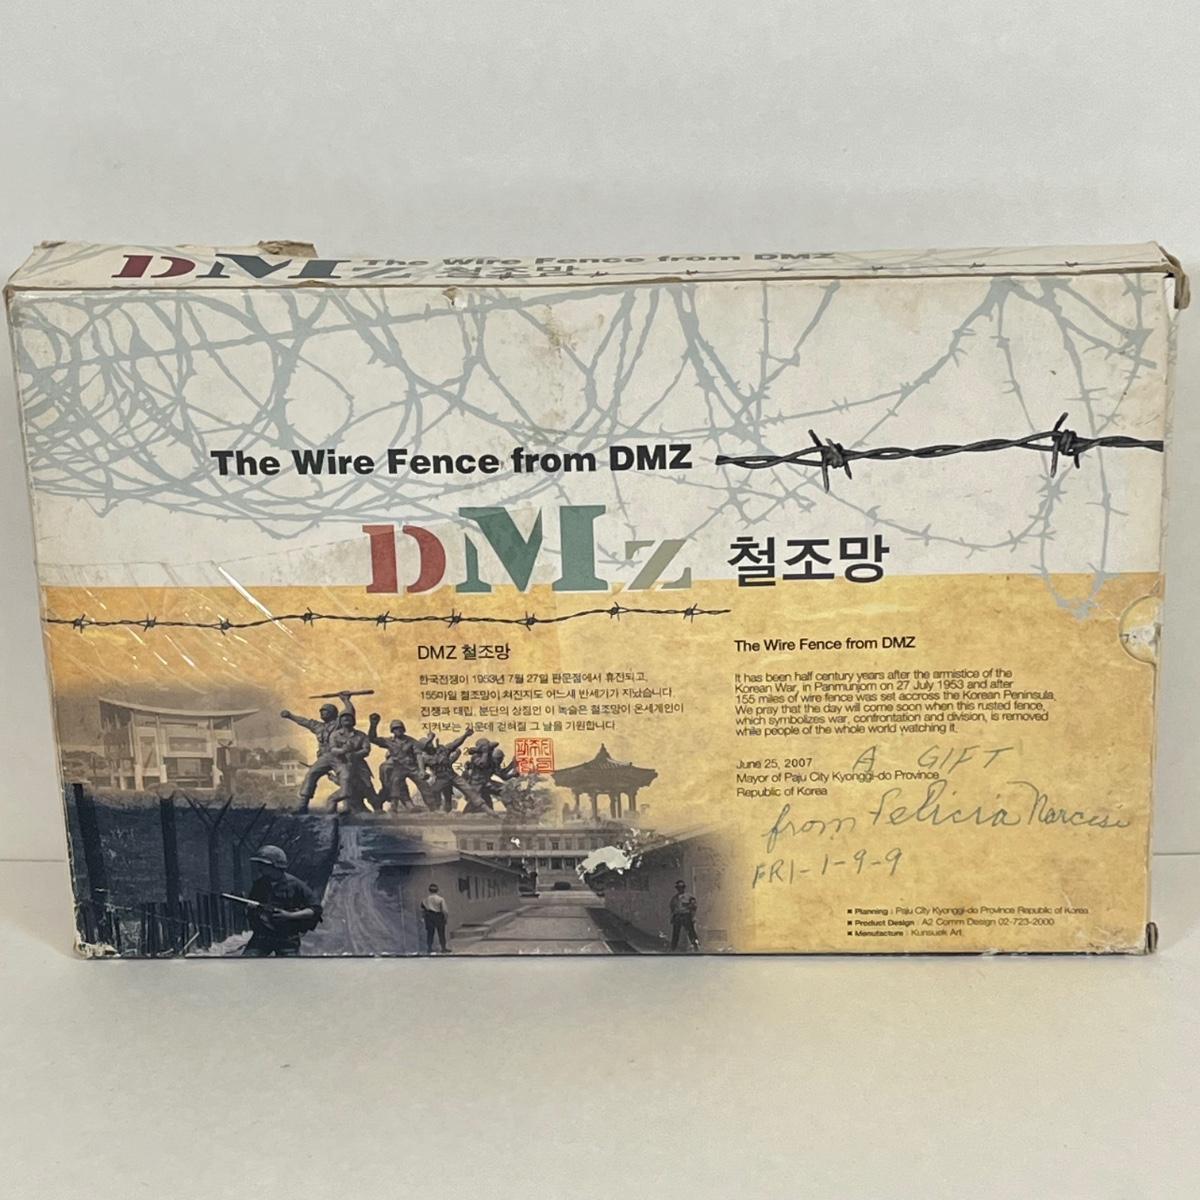 DMZ The Wire Fence from DMZ
철조망
The Wire Fence from DMZ
DMZ 철조망
DMZ 철조망
한국전쟁이 1953년 7월 27일 판문점에서 휴전되고,
155마일 철조망이 쳐진지도 어느새 반세기가 지났습니다.
전쟁과 대립, 분단의 상징인 이 녹슬은 철조망이 온세계인이
지켜보는 가운데 걷혀질 그 날을 기원합니다.
The Wire Fence from DMZ
It has been half century years after the armistice of the
Korean War, in Panmunjom on 27 July 1953 and after
155 miles of wire fence was set accross the Korean Peninsula.
We pray that the day will come soon when this rusted fence,
which symbolizes war, confrontation and division, is removed
while people of the whole world watching it.
June 25, 2007
Mayor of Paju City Kyonggi-do Province
Republic of Korea
A GIFT
from Felicia Narcisi
FRI-1-9-9
Planning : Paju City Kyonggi-do Province Republic of Korea
Product Design : A2 Comm Design 02-723-2000
Manufacture : Kunsuek Art